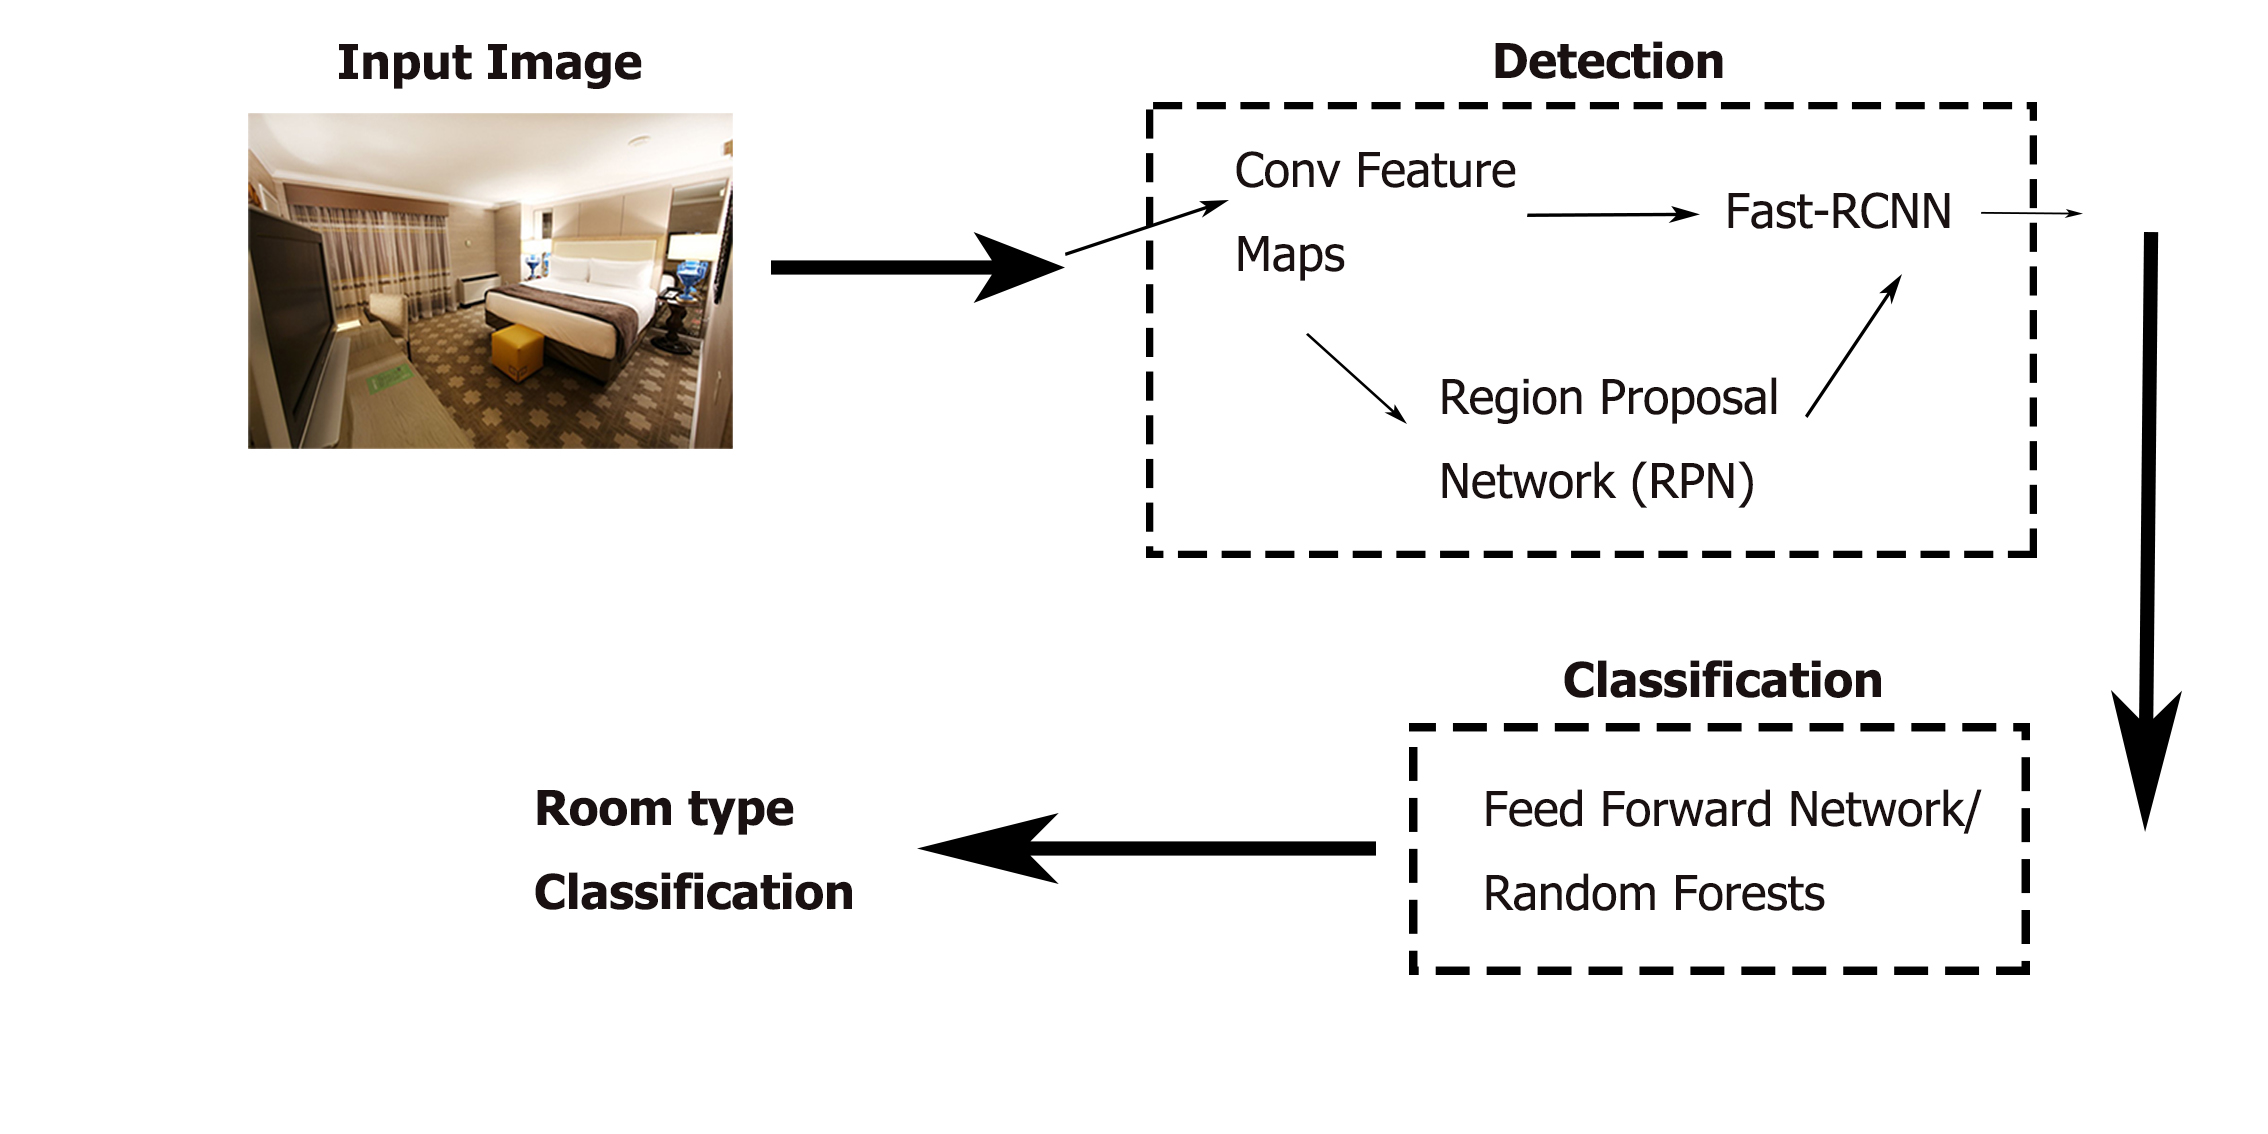 Input Image
Detection
Conv Feature
Maps
Fast-RCNN
Region Proposal
Network (RPN)
Classification
Feed Forward Network/
Random Forests
Room type
Classification